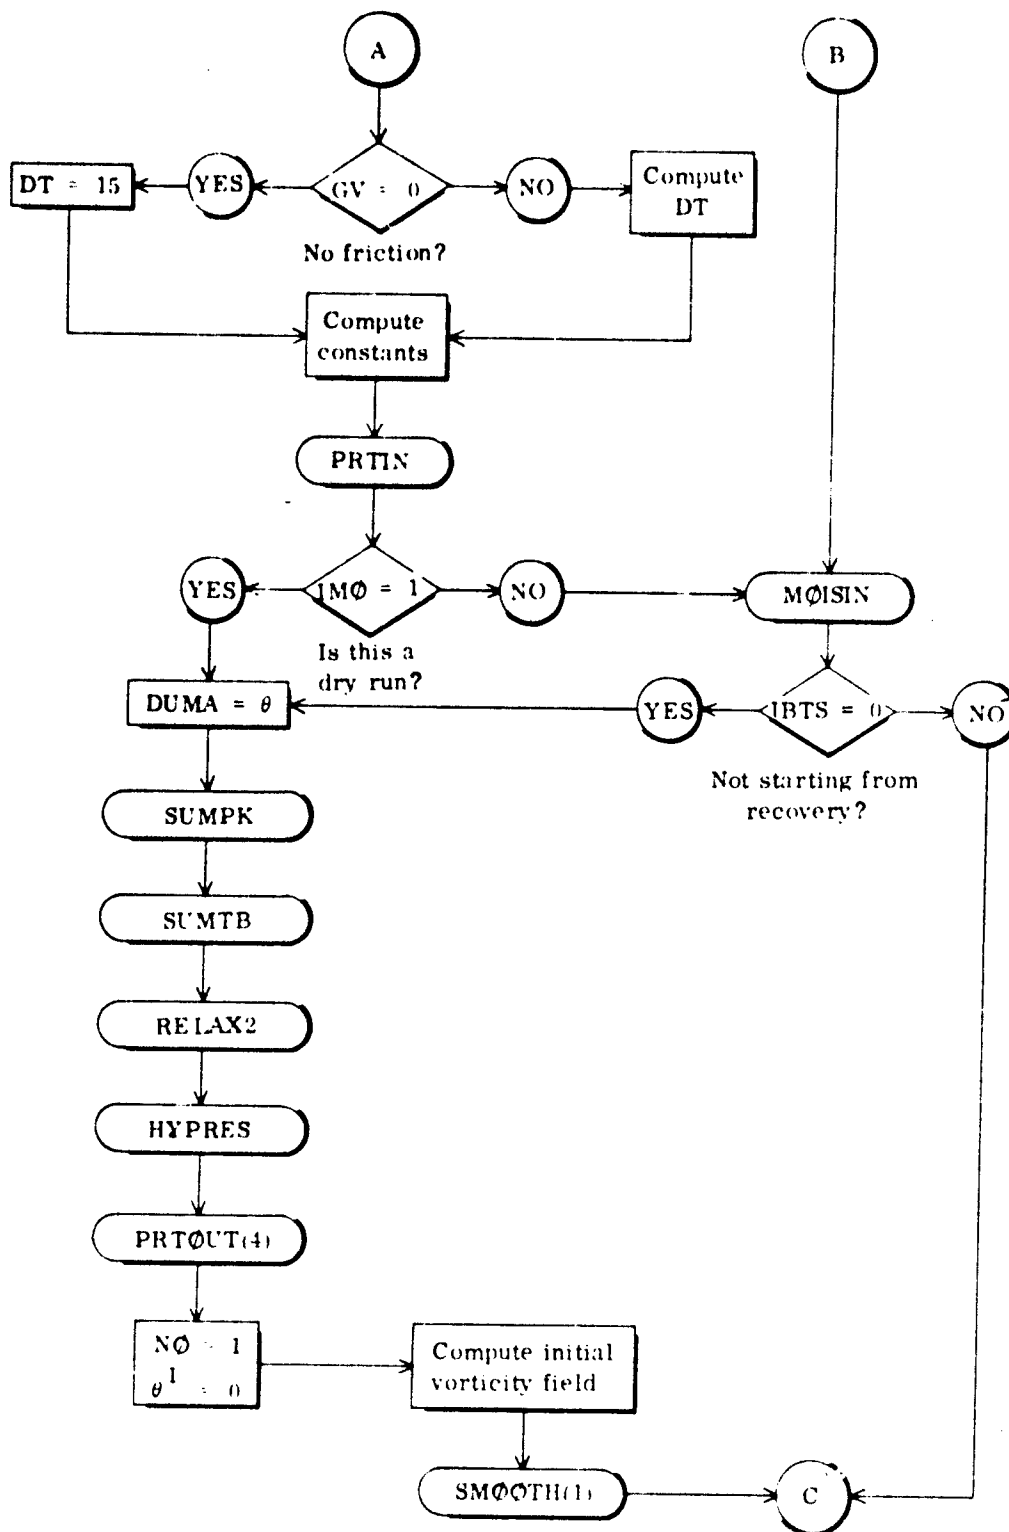 A
B
DT = 15
YES
GV = 0
NO
Compute
DT
No friction?
Compute
constants
PRTIN
YES
IMØ = 1
NO
MØISIN
Is this a
dry run?
DUMA = θ
YES
IBTS = 0
NO
Not starting from
recovery?
SUMPK
SUMTB
RELAX2
HYPRES
PRTØUT(4)
NØ = 1
θ^I = 0
Compute initial
vorticity field
SMØØTH(1)
C